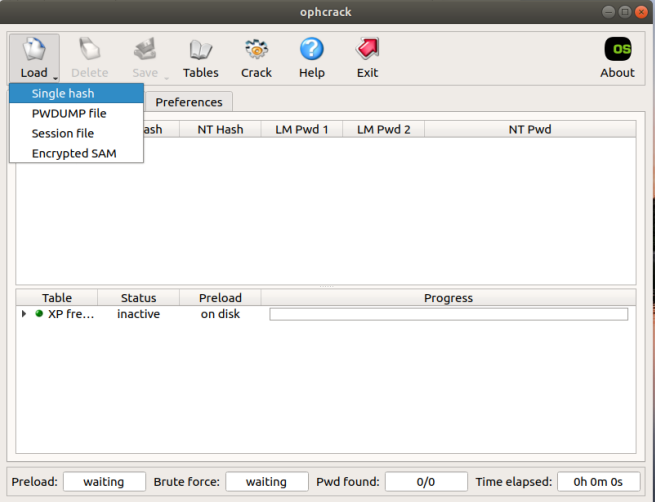 ophcrack
Load Delete Save Tables Crack Help Exit OS About
Single hash
PWDUMP file
Session file
Encrypted SAM
Preferences
ash NT Hash LM Pwd 1 LM Pwd 2 NT Pwd
Table Status Preload Progress
XP fre... inactive on disk
Preload: waiting Brute force: waiting Pwd found: 0/0 Time elapsed: 0h 0m 0s